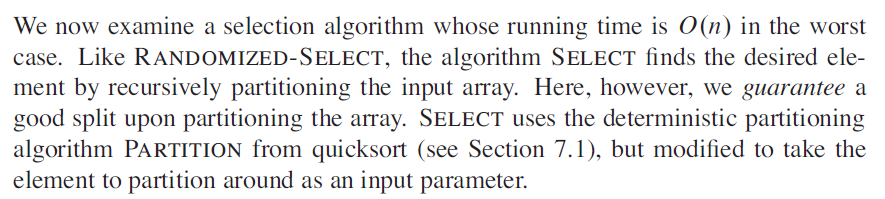 We now examine a selection algorithm whose running time is O(n) in the worst
case. Like RANDOMIZED-SELECT, the algorithm SELECT finds the desired ele-
ment by recursively partitioning the input array. Here, however, we guarantee a
good split upon partitioning the array. SELECT uses the deterministic partitioning
algorithm PARTITION from quicksort (see Section 7.1), but modified to take the
element to partition around as an input parameter.